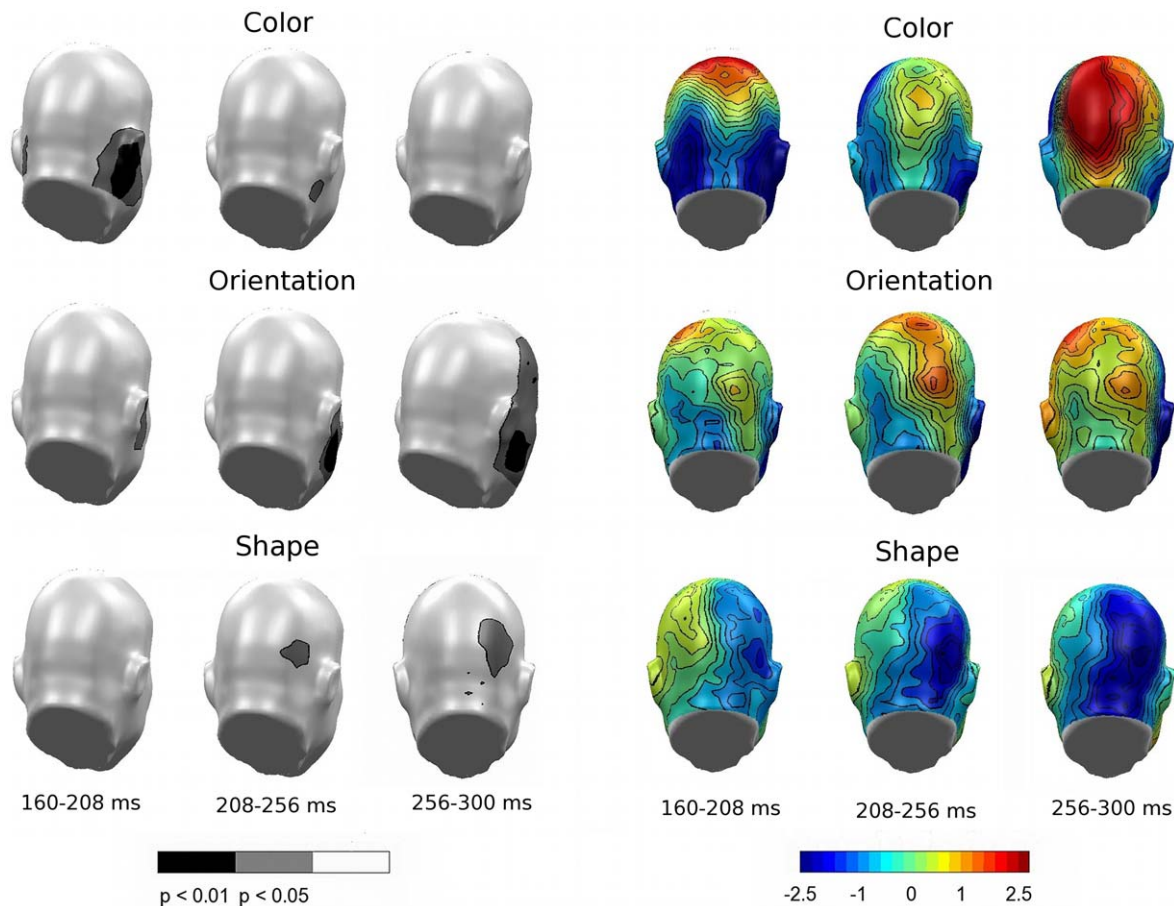 Color
Color
Orientation
Orientation
Shape
Shape
160-208 ms
208-256 ms
256-300 ms
160-208 ms
208-256 ms
256-300 ms
p < 0.01 p < 0.05
-2.5 -1 0 1 2.5